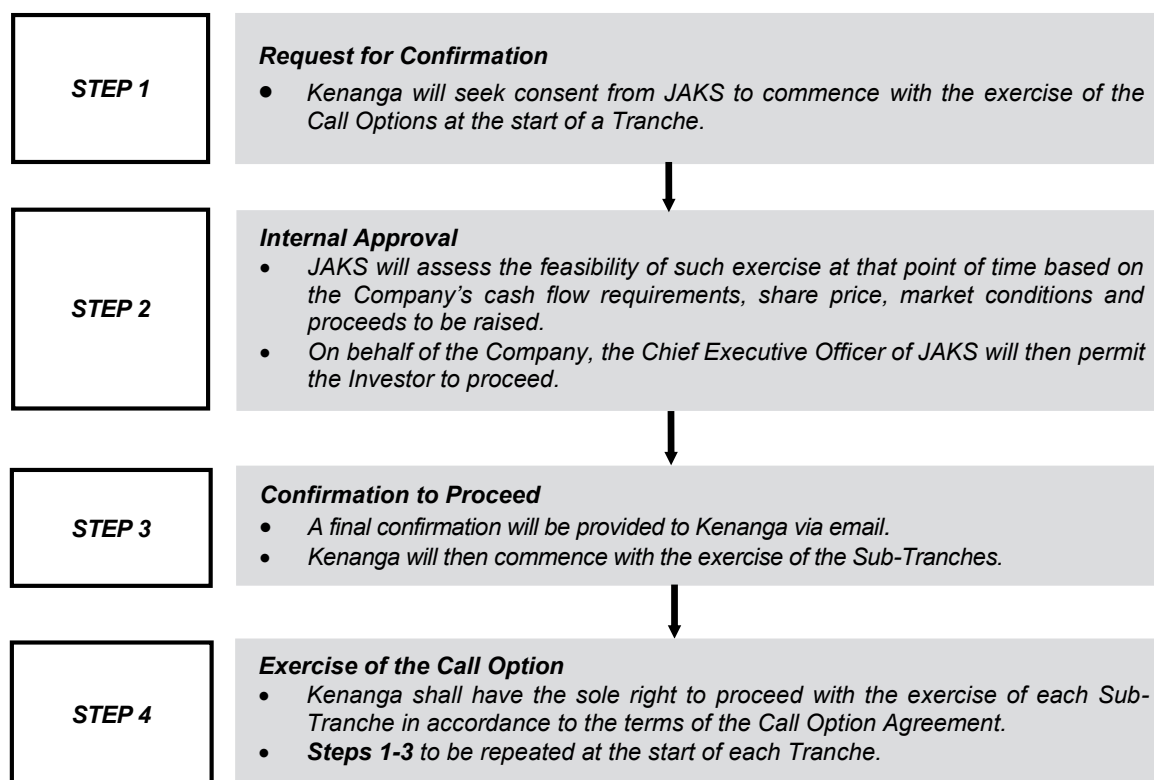 STEP 1
Request for Confirmation
• Kenanga will seek consent from JAKS to commence with the exercise of the
Call Options at the start of a Tranche.
STEP 2
Internal Approval
• JAKS will assess the feasibility of such exercise at that point of time based on
the Company's cash flow requirements, share price, market conditions and
proceeds to be raised.
• On behalf of the Company, the Chief Executive Officer of JAKS will then permit
the Investor to proceed.
STEP 3
Confirmation to Proceed
• A final confirmation will be provided to Kenanga via email.
• Kenanga will then commence with the exercise of the Sub-Tranches.
STEP 4
Exercise of the Call Option
• Kenanga shall have the sole right to proceed with the exercise of each Sub-
Tranche in accordance to the terms of the Call Option Agreement.
• Steps 1-3 to be repeated at the start of each Tranche.